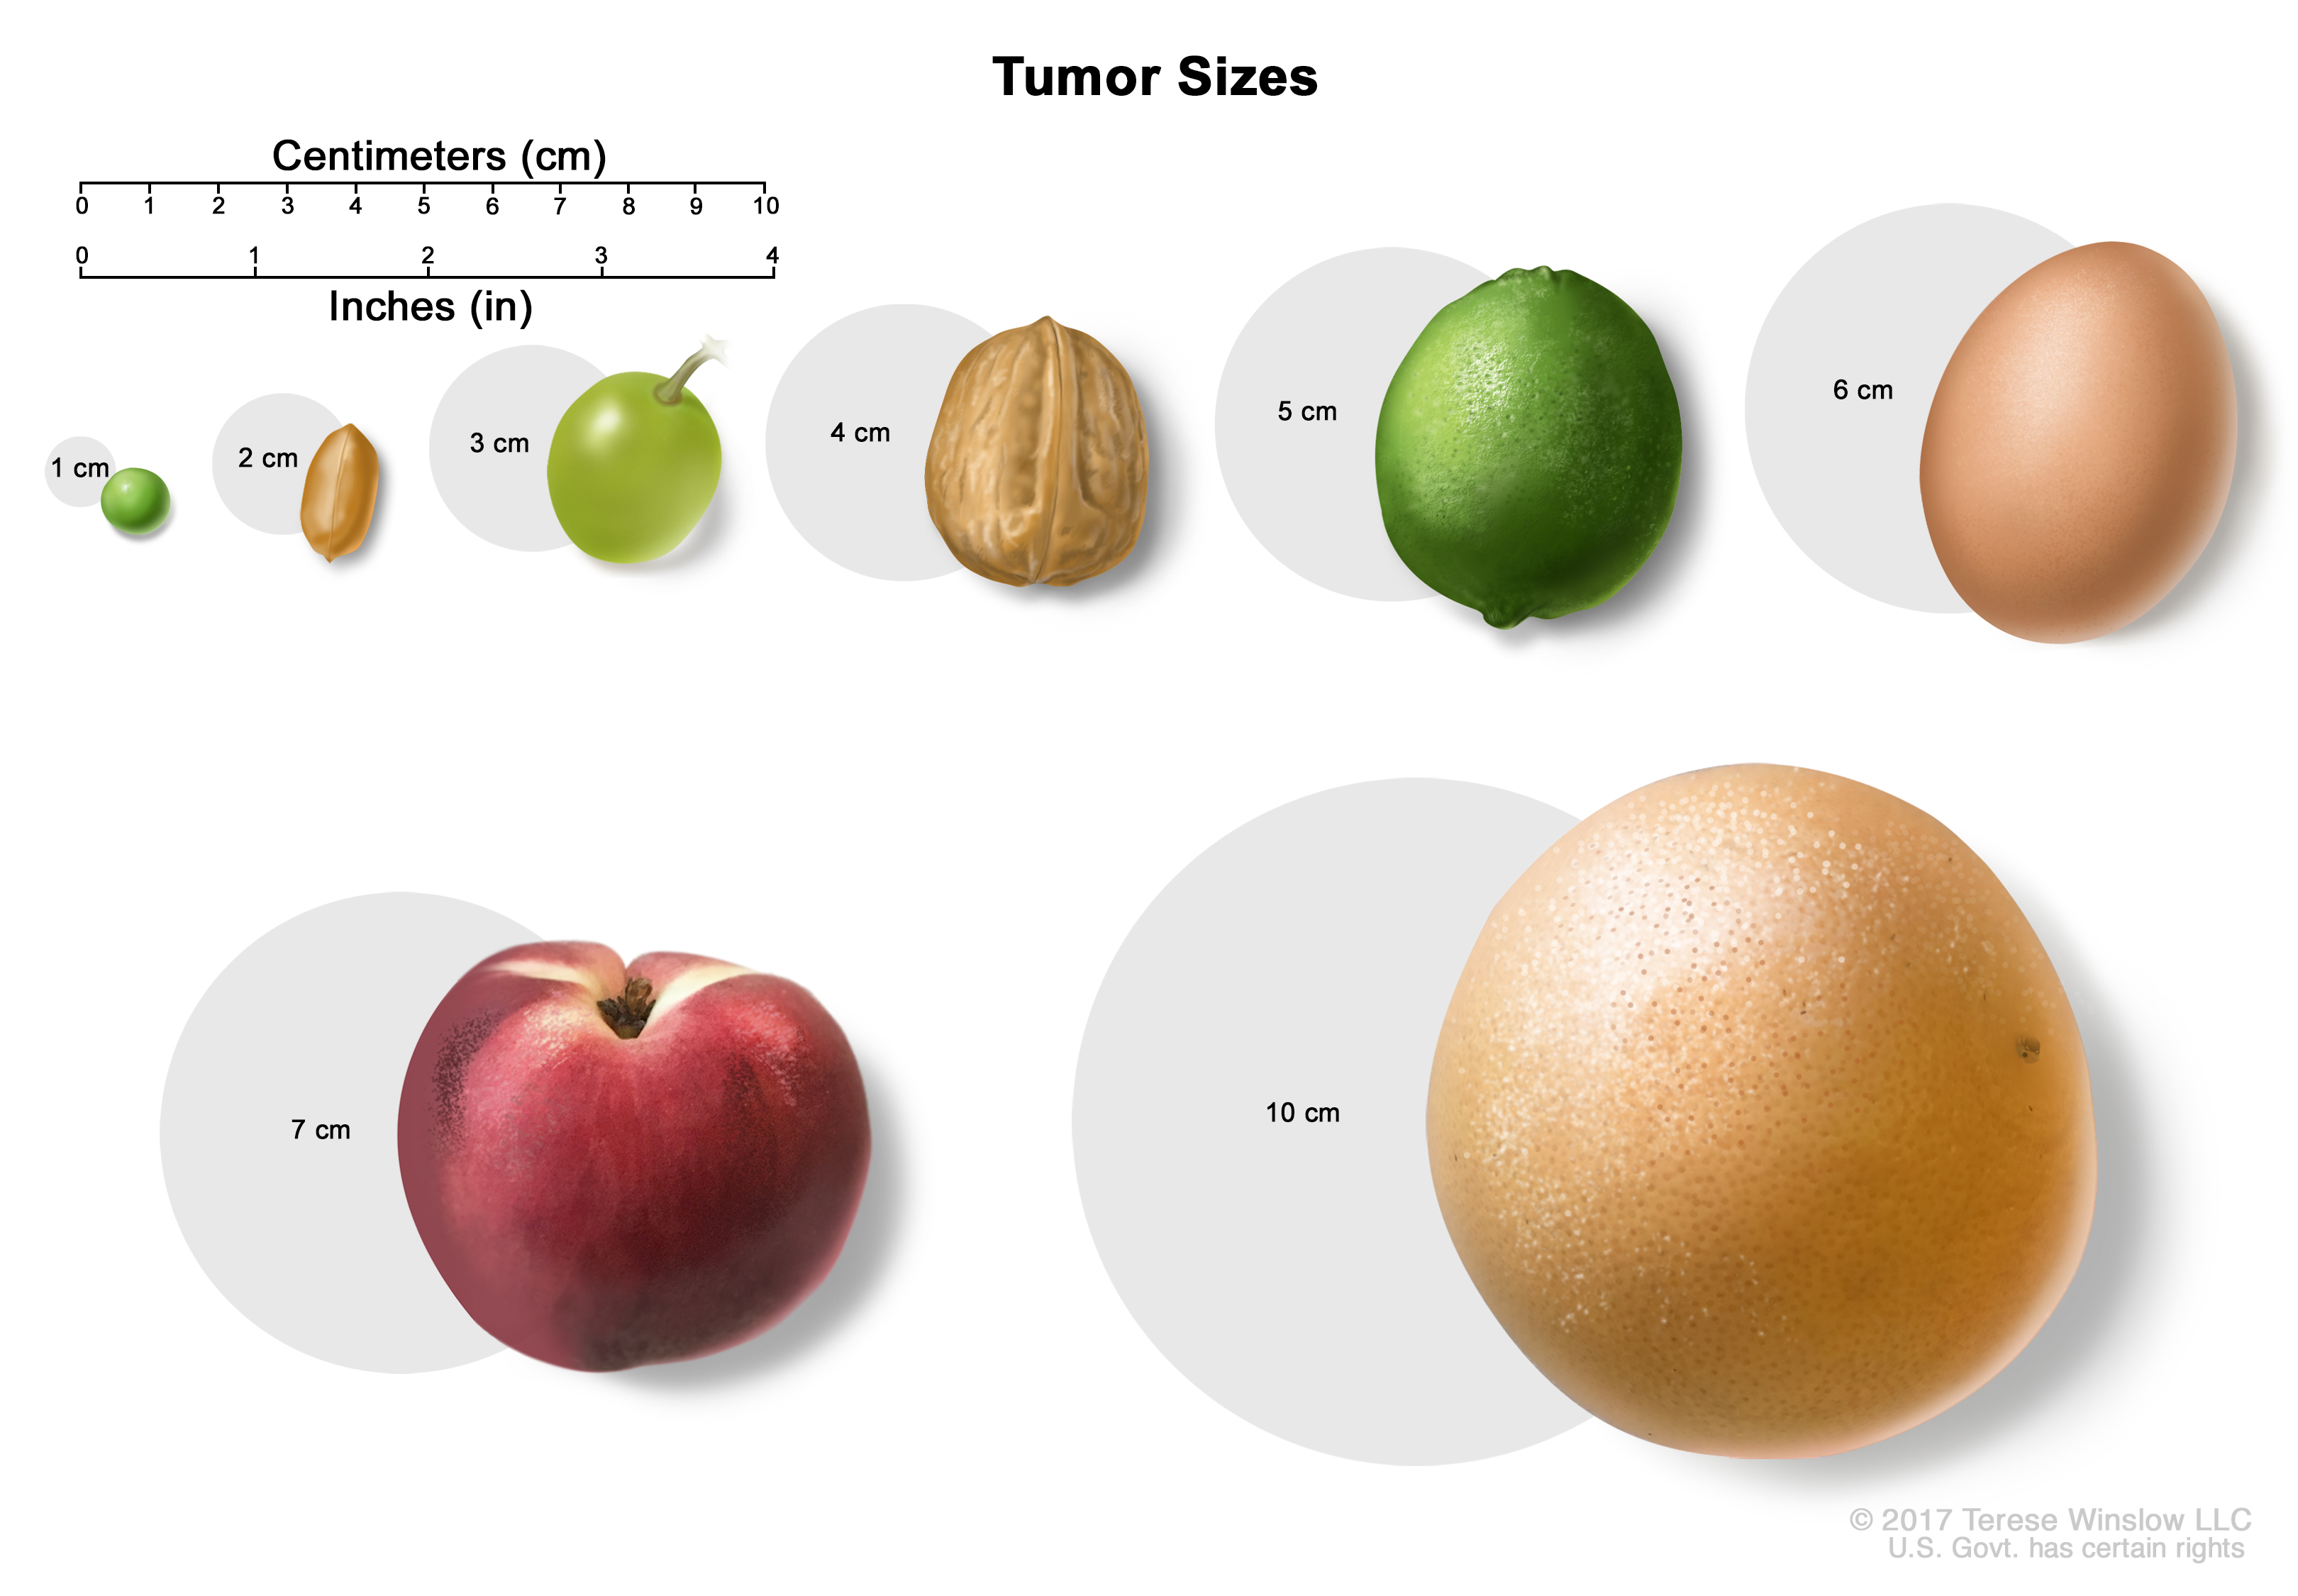 Tumor Sizes
Centimeters (cm)
0 1 2 3 4 5 6 7 8 9 10
0 1 2 3 4
Inches (in)
1 cm
2 cm
3 cm
4 cm
5 cm
6 cm
7 cm
10 cm
© 2017 Terese Winslow LLC
U.S. Govt. has certain rights